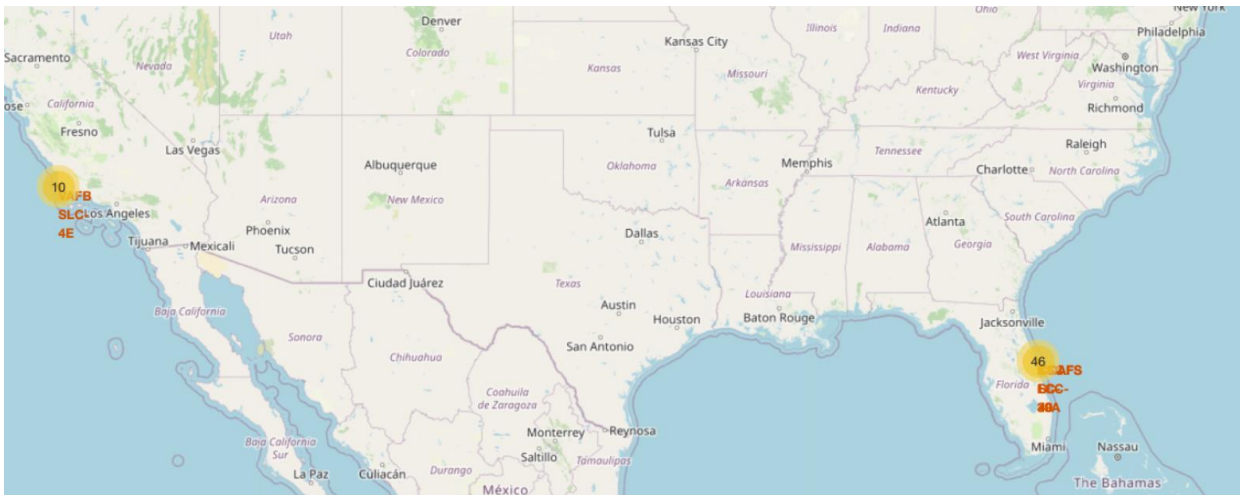 New York
Ohio
Denver
Illinois
Indiana
Utah
Philadelphia
Kansas City
Colorado
Sacramento
Nevada
Kansas
Missouri
West Virginia
Washington
Virginia
Kentucky
California
ose
Richmond
Fresno
Tulsa
Las Vegas
Raleigh
Albuquerque
Oklahoma
Memphis
Tennessee
Charlotte
North Carolina
10
Arkansas
AFB
Arizona
New Mexico
SLC-
Los Angeles
South Carolina
Atlanta
4E
Phoenix
Dallas
Tijuana
Mexicali
Tucson
Mississippi
Alabama
Georgia
Ciudad Juárez
Texas
Louisiana
Austin
Baja California
Houston
Baton Rouge
Jacksonville
Sonora
San Antonio
Chihuahua
46
AFS
Florida
Coahuila
de Zaragoza
Monterrey
Reynosa
Baja California
Sur
Miami
Nassau
Saltillo
Tamaulipas
La Paz
Culiacán
Durango
The Bahamas
México